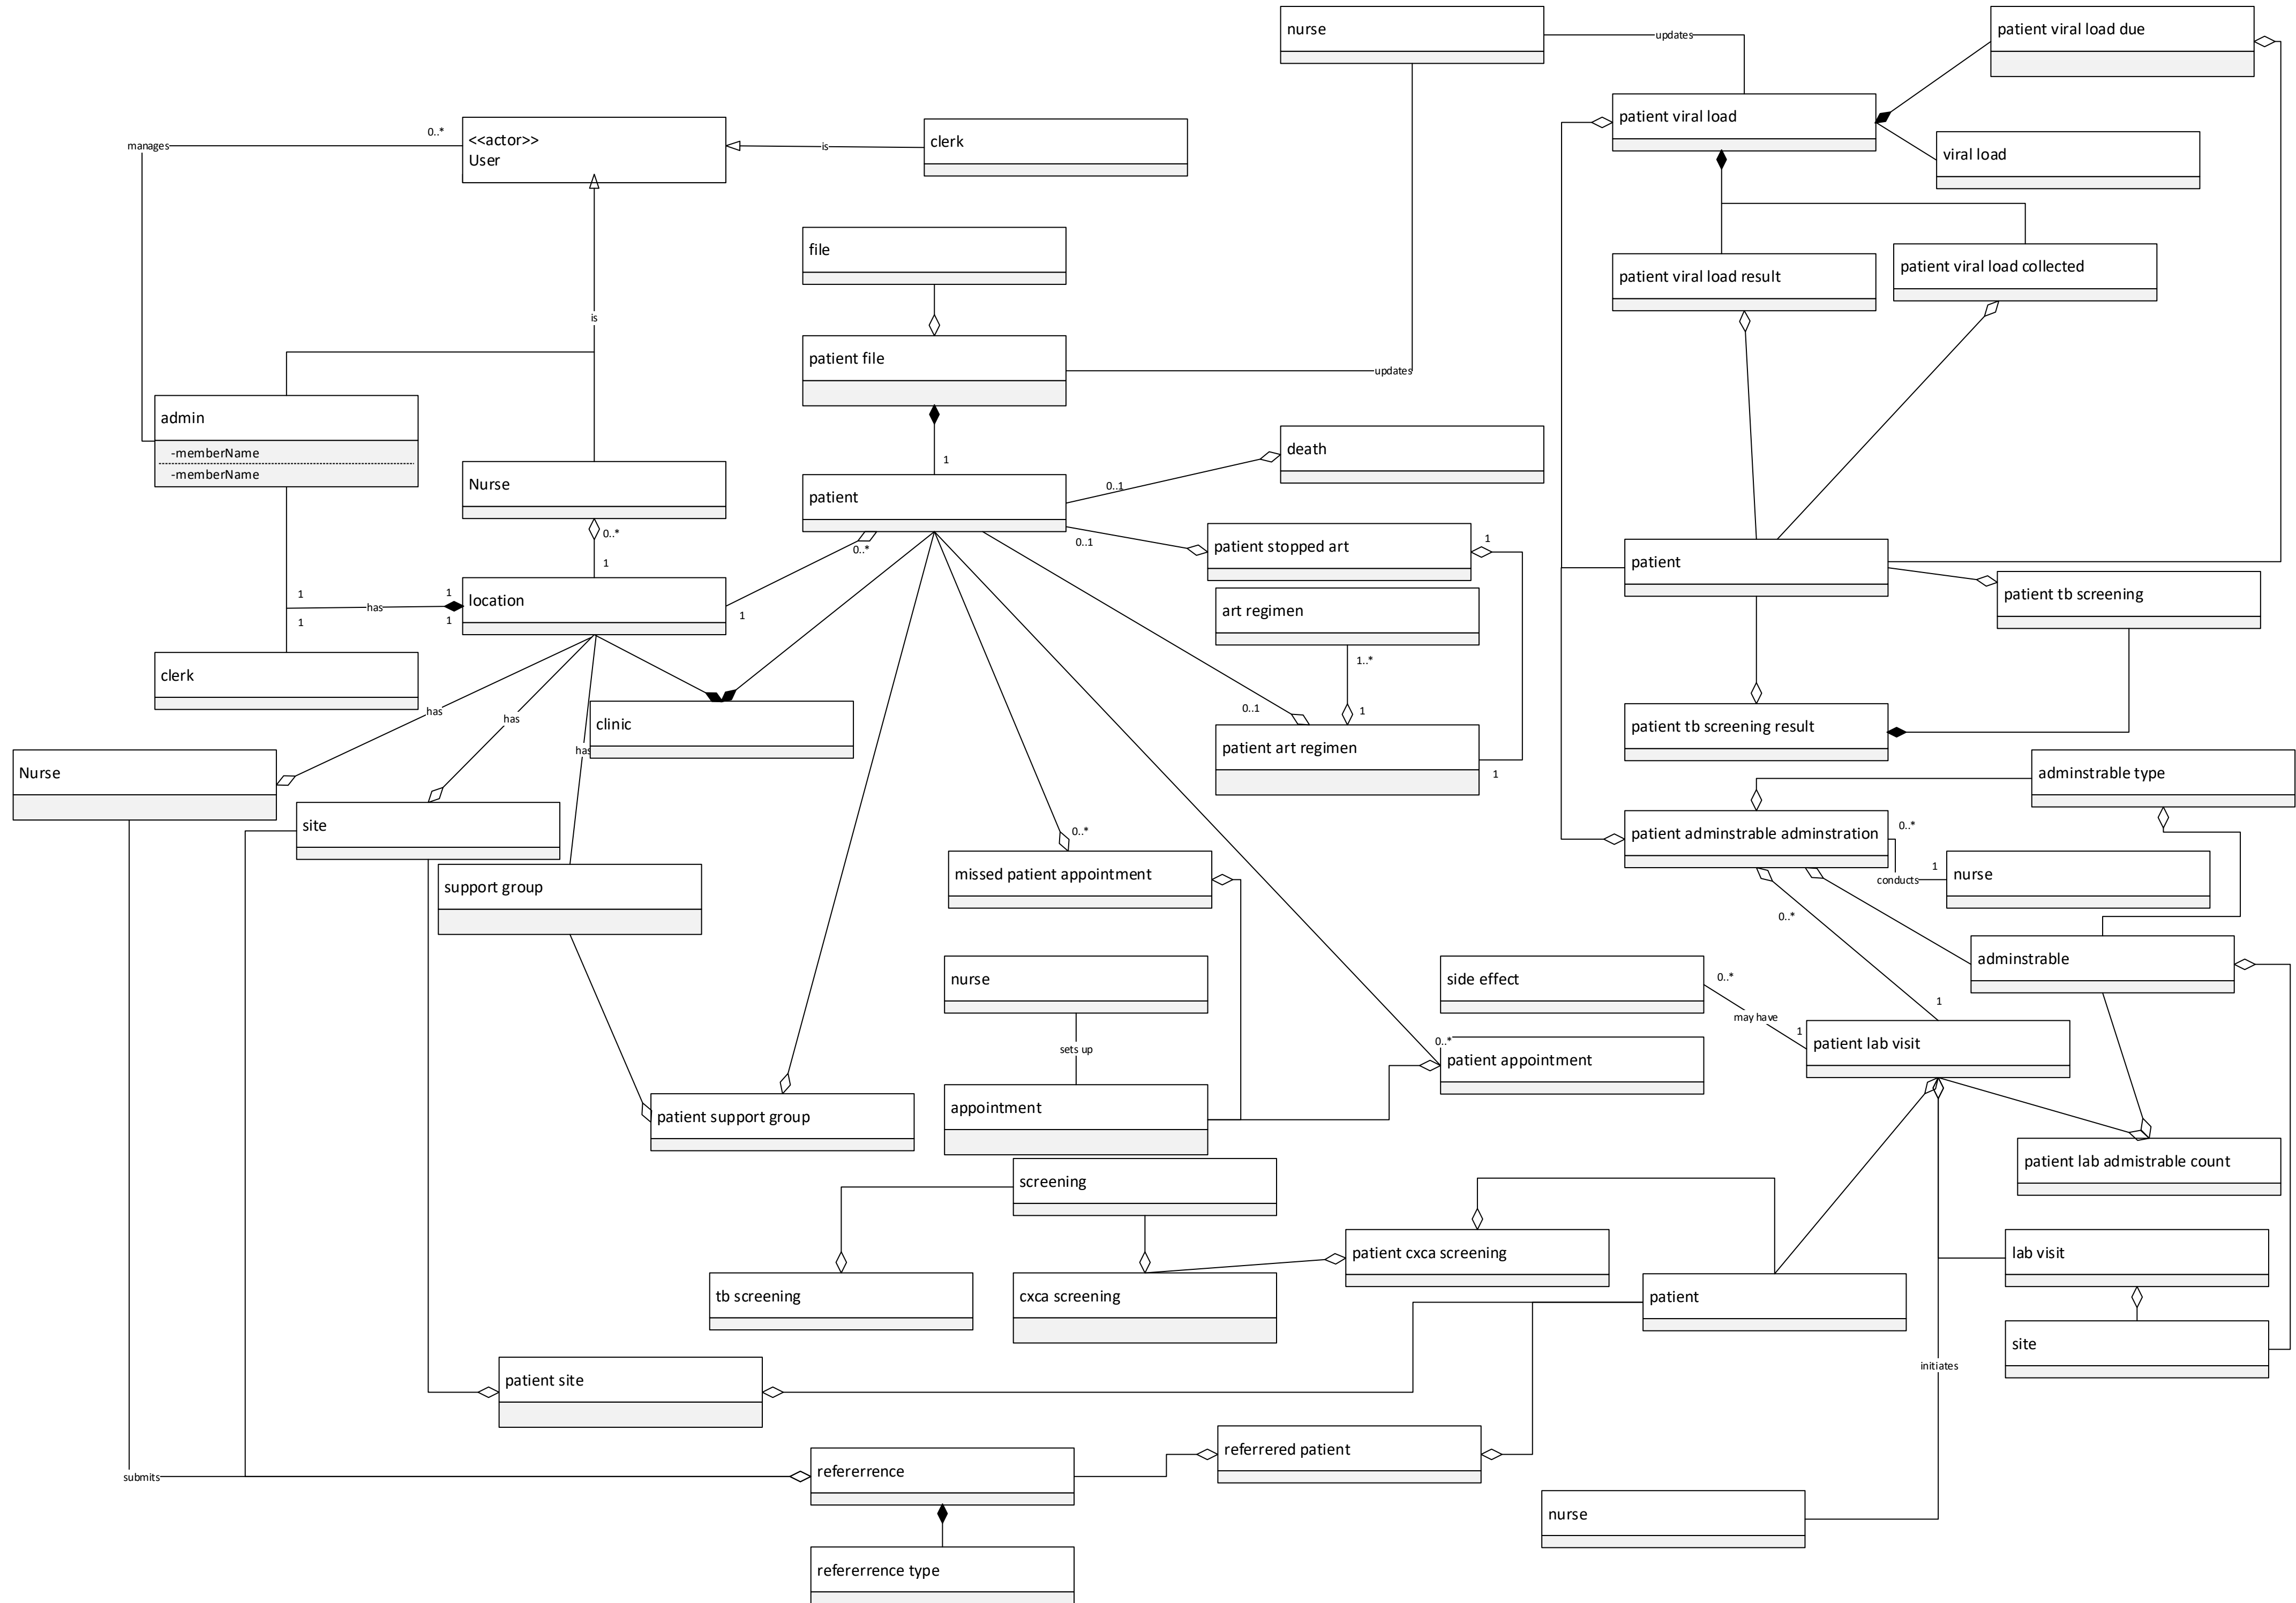 nurse
updates
patient viral load due
<<actor>>
User
0..*
manages
is
clerk
patient viral load
viral load
file
patient viral load result
patient viral load collected
is
patient file
updates
admin
-memberName
-memberName
Nurse
0..*
1
patient
1
death
0..1
0..1
patient stopped art
1
0..*
art regimen
1..*
patient
patient tb screening
location
1
1
has
1
1
1
clerk
has
has
has
clinic
0..1
1
patient art regimen
1
patient tb screening result
adminstrable type
Nurse
site
support group
0..*
missed patient appointment
patient adminstrable adminstration
0..*
conducts
1
nurse
0..*
adminstrable
nurse
sets up
side effect
0..*
may have
1
1
patient lab visit
0..*
patient appointment
appointment
patient support group
patient lab admistrable count
screening
tb screening
cxca screening
patient cxca screening
patient
lab visit
site
initiates
patient site
submits
refererrence
referrered patient
nurse
refererrence type